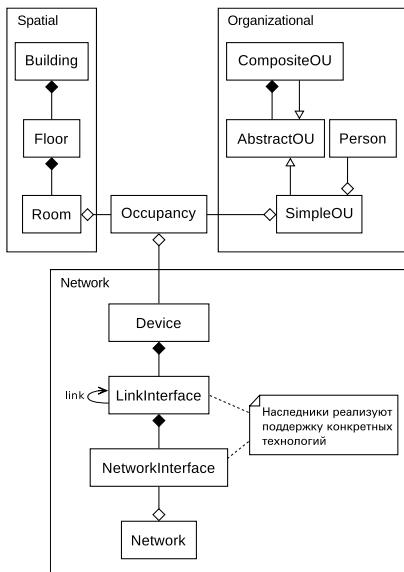 Spatial
Building
Floor
Room
Organizational
CompositeOU
AbstractOU
Person
SimpleOU
Occupancy
Network
Device
LinkInterface
link
NetworkInterface
Network
Наследники реализуют
поддержку конкретных
технологий